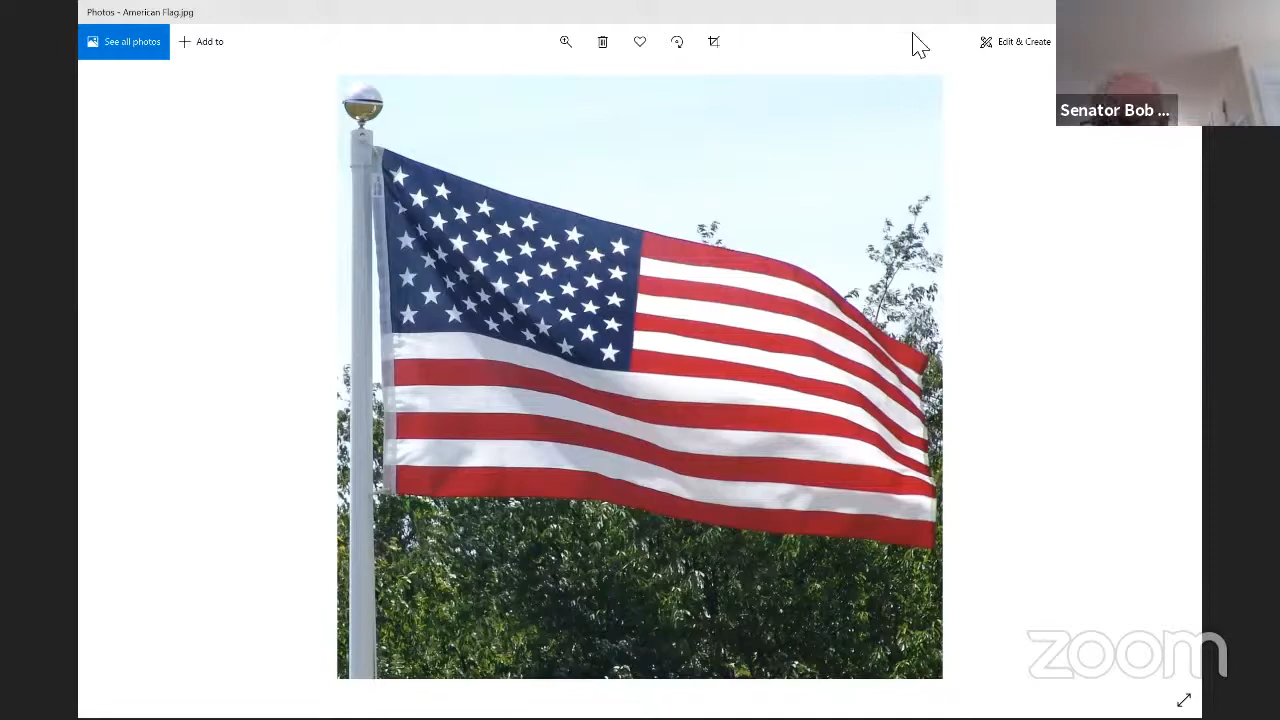 Photos - American Flag.jpg
See all photos
Add to
Edit & Create
Senator Bob ...
zoom